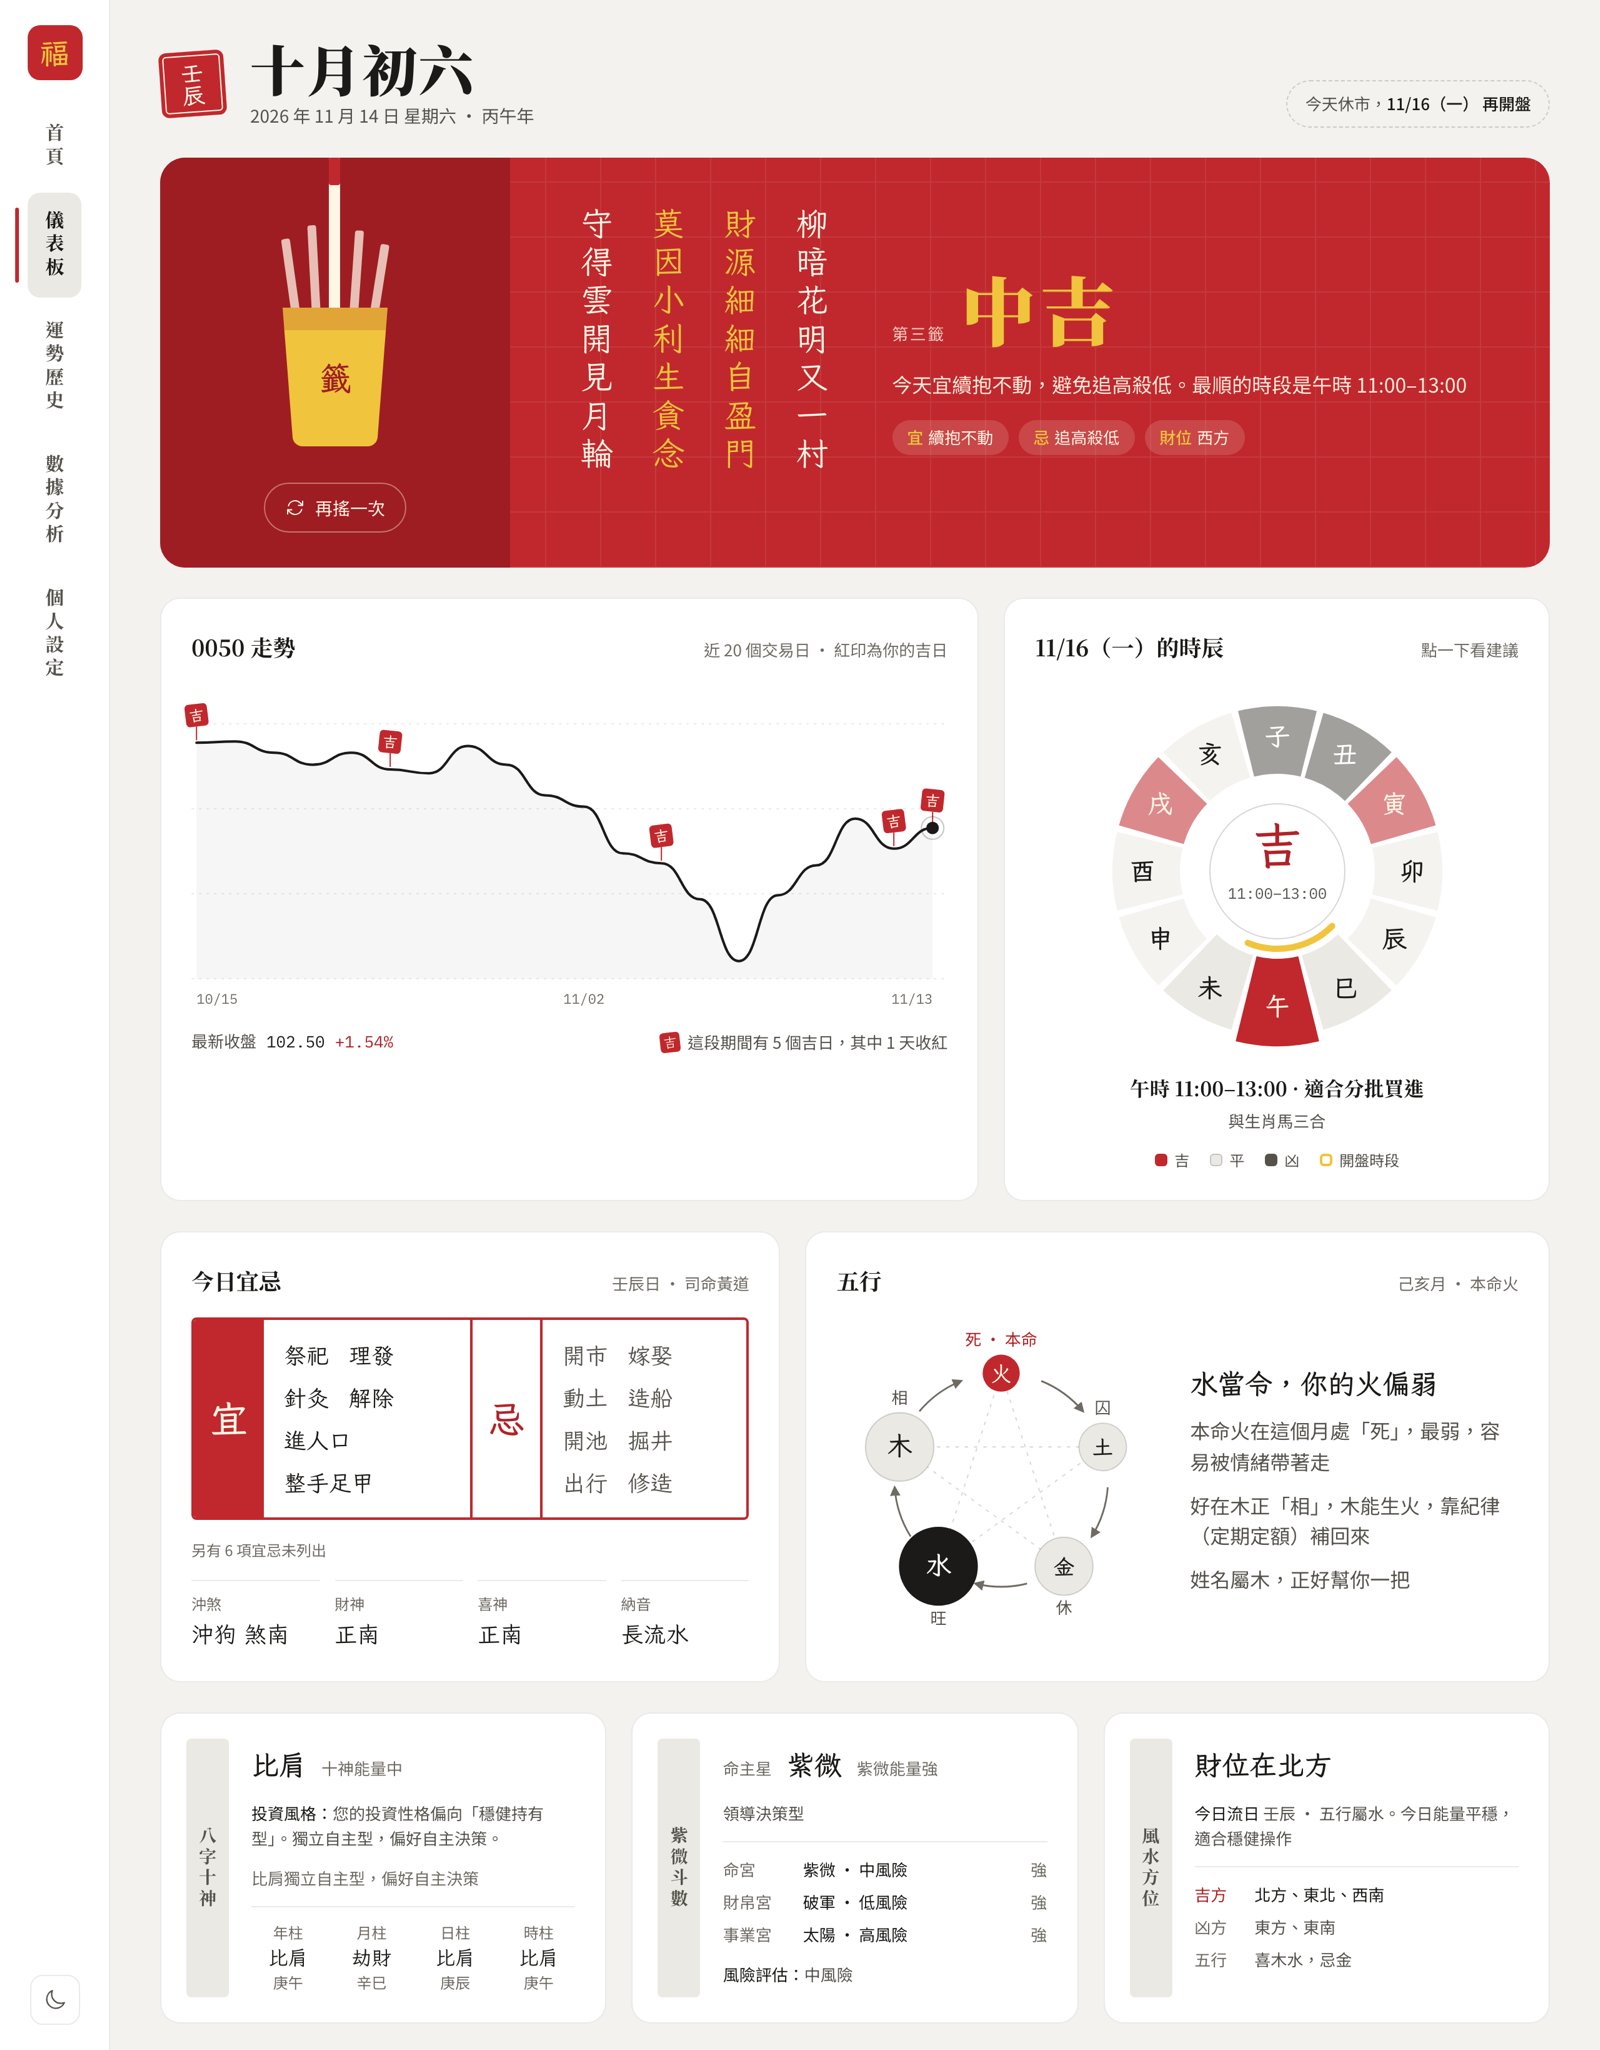 福
首頁
儀表板
運勢歷史
數據分析
個人設定
壬辰
十月初六
2026 年 11 月 14 日 星期六 · 丙午年
今天休市，11/16（一） 再開盤
籤
再搖一次
柳暗花明又一村
財源細細自盈門
莫因小利生貪念
守得雲開見月輪
第三籤 中吉
今天宜續抱不動，避免追高殺低。最順的時段是午時 11:00–13:00
宜 續抱不動
忌 追高殺低
財位 西方
0050 走勢
近 20 個交易日 · 紅印為你的吉日
吉
吉
吉
吉
吉
10/15
11/02
11/13
最新收盤 102.50 +1.54%
吉 這段期間有 5 個吉日，其中 1 天收紅
11/16（一）的時辰
點一下看建議
子
丑
寅
卯
辰
巳
午
未
申
酉
戌
亥
吉
11:00–13:00
午時 11:00–13:00 · 適合分批買進
與生肖馬三合
吉
平
凶
開盤時段
今日宜忌
壬辰日 · 司命黃道
宜
祭祀 理發
針灸 解除
進人口
整手足甲
忌
開市 嫁娶
動土 造船
開池 掘井
出行 修造
另有 6 項宜忌未列出
沖煞
沖狗 煞南
財神
正南
喜神
正南
納音
長流水
五行
己亥月 · 本命火
死 · 本命
火
囚
土
金
休
水
旺
相
木
水當令，你的火偏弱
本命火在這個月處「死」，最弱，容
易被情緒帶著走
好在木正「相」，木能生火，靠紀律
（定期定額）補回來
姓名屬木，正好幫你一把
八字十神
比肩 十神能量中
投資風格：您的投資性格偏向「穩健持有
型」。獨立自主型，偏好自主決策。
比肩獨立自主型，偏好自主決策
年柱 月柱 日柱 時柱
比肩 劫財 比肩 比肩
庚午 辛巳 庚辰 庚午
紫微斗數
命主星 紫微 紫微能量強
領導決策型
命宮 紫微 · 中風險 強
財帛宮 破軍 · 低風險 強
事業宮 太陽 · 高風險 強
風險評估：中風險
風水方位
財位在北方
今日流日 壬辰 · 五行屬水。今日能量平穩，
適合穩健操作
吉方 北方、東北、西南
凶方 東方、東南
五行 喜木水，忌金